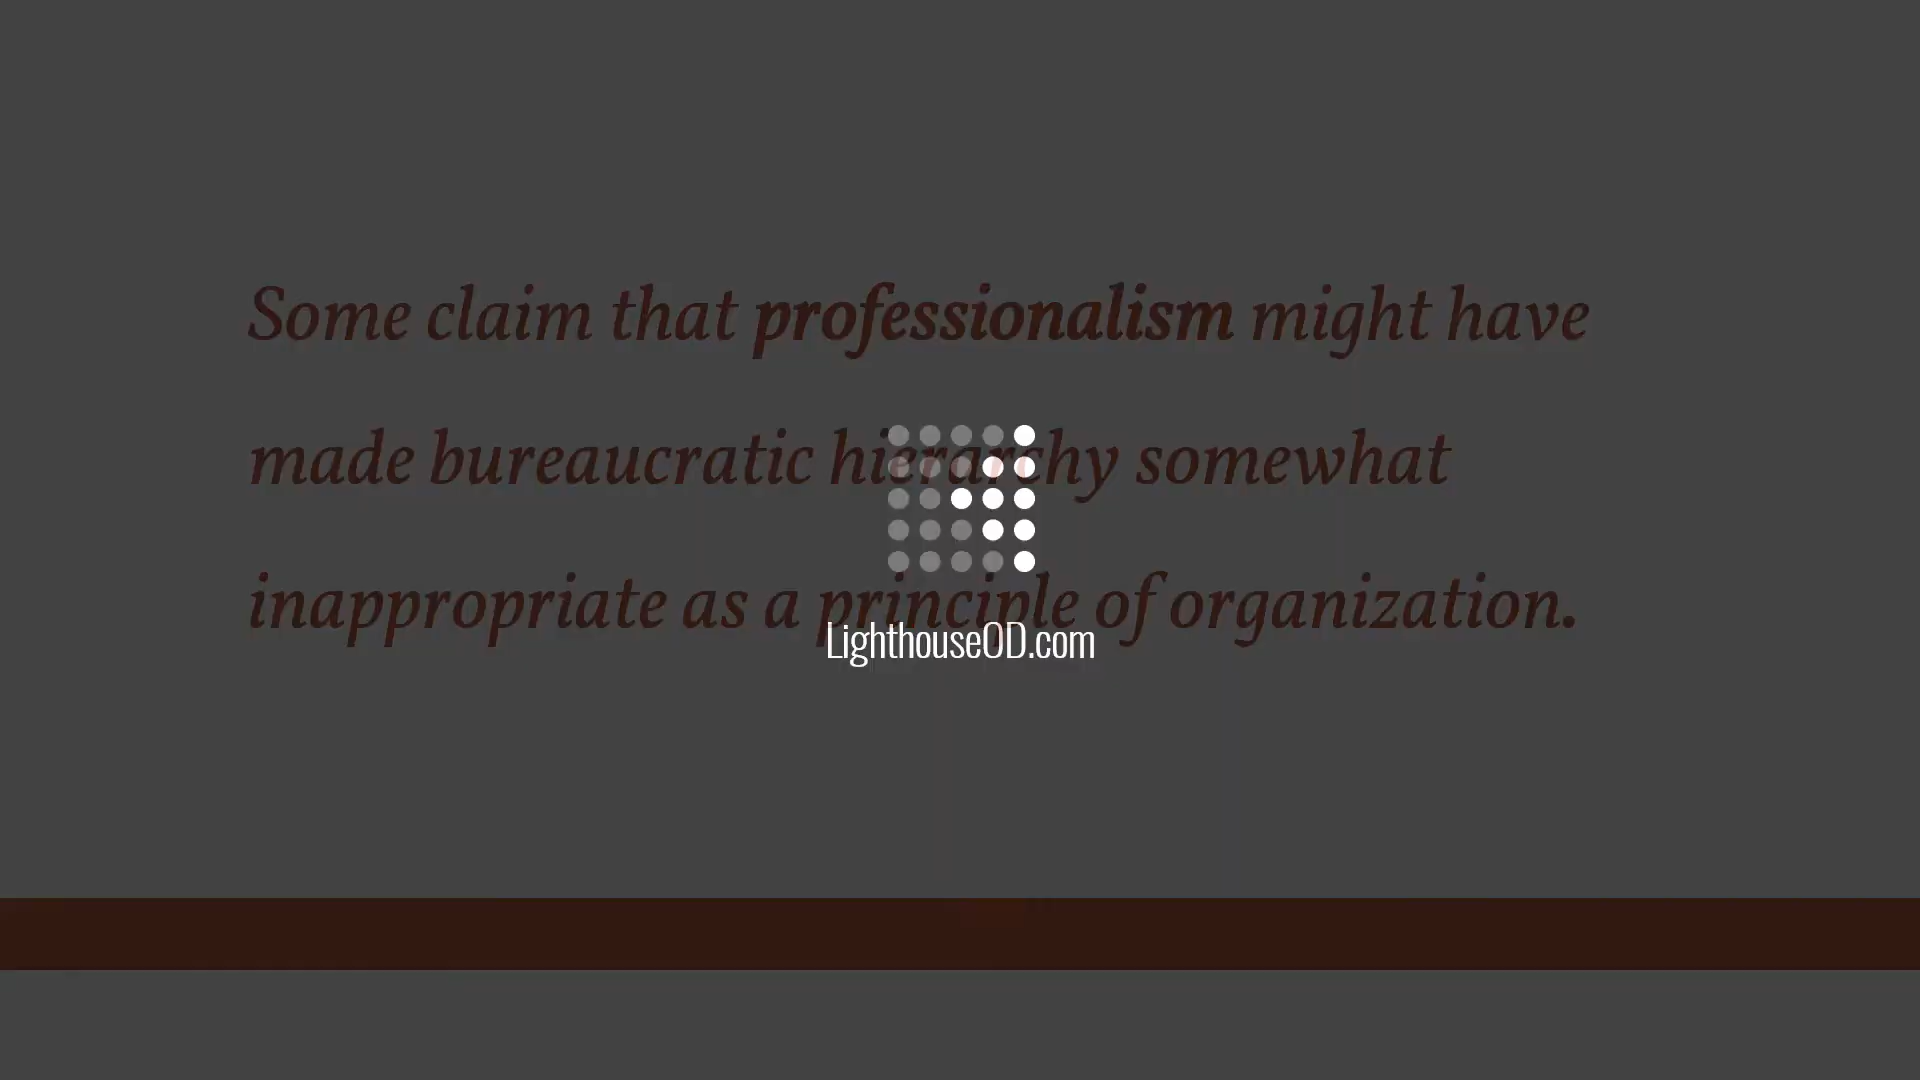 Some claim that professionalism might have
made bureaucratic hierarchy somewhat
inappropriate as a principle of organization.
LighthouseOD.com